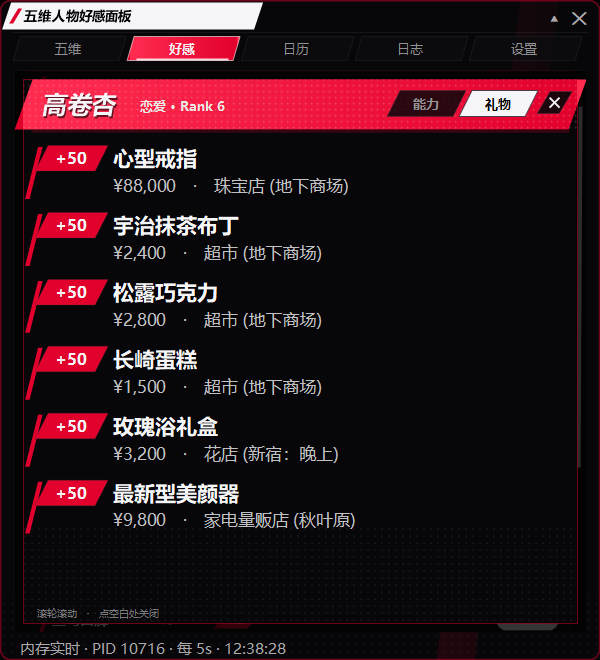 五维人物好感面板
五维 好感 日历 日志 设置
高卷杏 恋爱 • Rank 6 能力 礼物
+50 心型戒指
¥88,000 · 珠宝店 (地下商场)
+50 宇治抹茶布丁
¥2,400 · 超市 (地下商场)
+50 松露巧克力
¥2,800 · 超市 (地下商场)
+50 长崎蛋糕
¥1,500 · 超市 (地下商场)
+50 玫瑰浴礼盒
¥3,200 · 花店 (新宿：晚上)
+50 最新型美颜器
¥9,800 · 家电量贩店 (秋叶原)
滚轮滚动 · 点空白处关闭
内存实时 · PID 10716 · 每 5s · 12:38:28